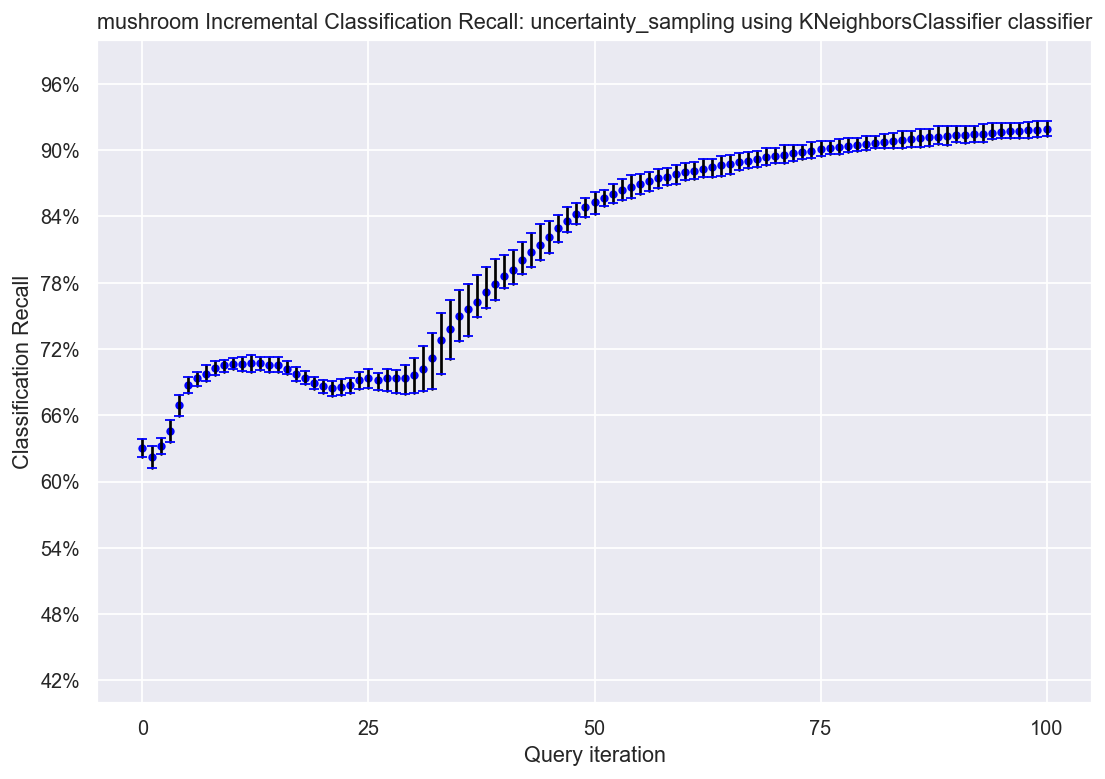 mushroom Incremental Classification Recall: uncertainty_sampling using KNeighborsClassifier classifier
96%
90%
84%
78%
72%
66%
60%
54%
48%
42%
Classification Recall
0 25 50 75 100
Query iteration